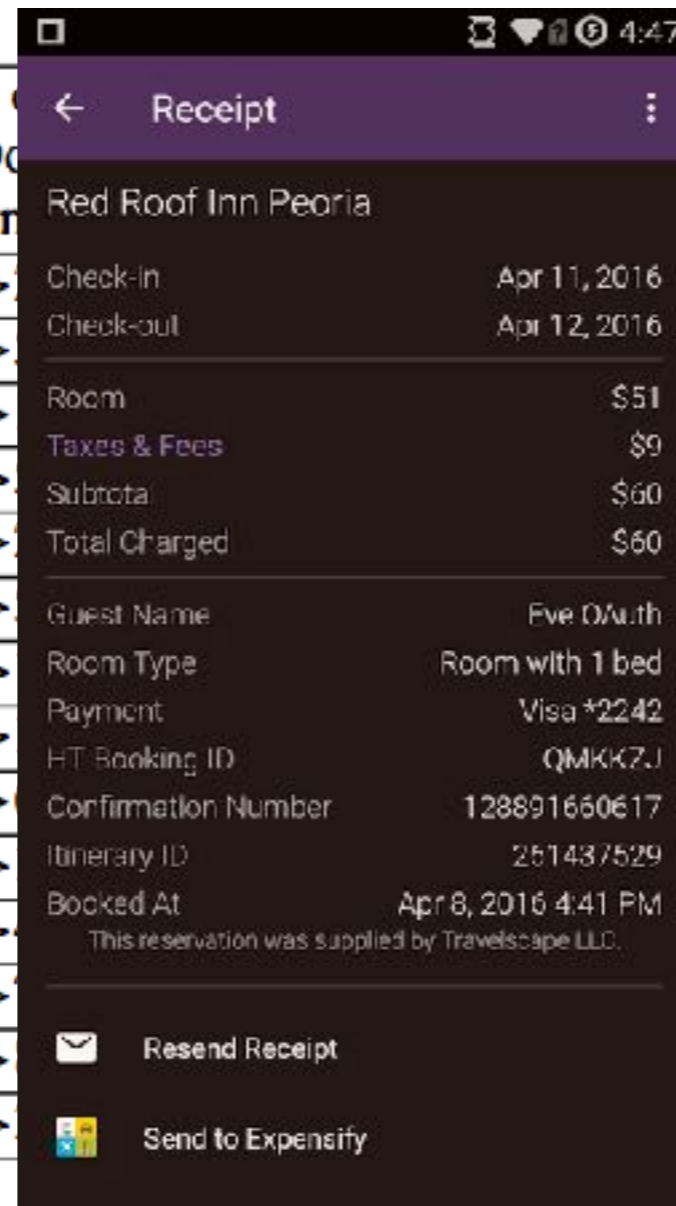 4:47
Receipt
Red Roof Inn Peoria
Check-in Apr 11, 2016
Check-out Apr 12, 2016
Room $51
Taxes & Fees $9
Subtota $60
Total Charged $60
Guest Name Eve OAuth
Room Type Room with 1 bed
Payment Visa *2242
HT Booking ID QMKKZJ
Confirmation Number 128891660617
Itinerary ID 251437529
Booked At Apr 8, 2016 4:41 PM
This reservation was supplied by Travelscape LLC.
Resend Receipt
Send to Expensify